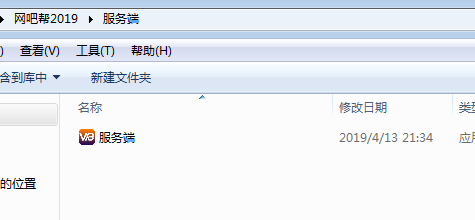 网吧帮2019 服务端
) 查看(V) 工具(T) 帮助(H)
含到库中 新建文件夹
名称 修改日期 类
服务端 2019/4/13 21:34 应
的位置